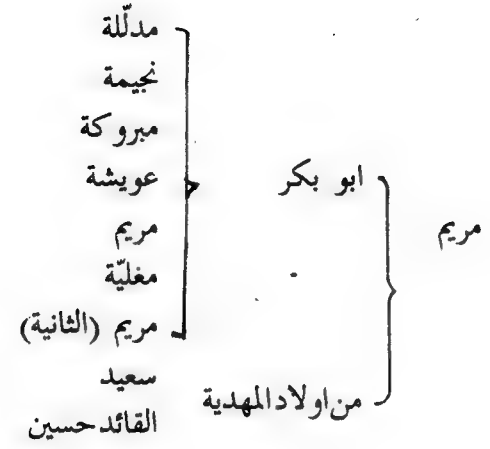 مدلّلة
نجيمة
مبروكة
ابو بكر
عويشة
مريم
مريم
مغليّة
مريم (الثانية)
سعيد
من اولاد المهدية
القائد حسين